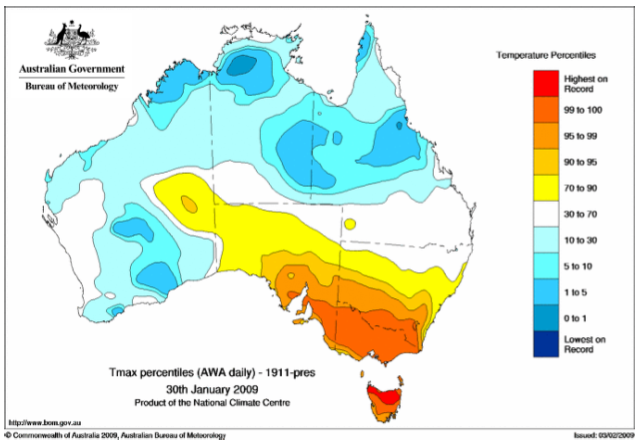 Australian Government
Bureau of Meteorology
Temperature Percentiles
Highest on
Record
99 to 100
95 to 99
90 to 95
70 to 90
30 to 70
10 to 30
5 to 10
1 to 5
0 to 1
Lowest on
Record
Tmax percentiles (AWA daily) - 1911-pres
30th January 2009
Product of the National Climate Centre
http://www.bom.gov.au
© Commonwealth of Australia 2009, Australian Bureau of Meteorology
Issued: 03/02/2009